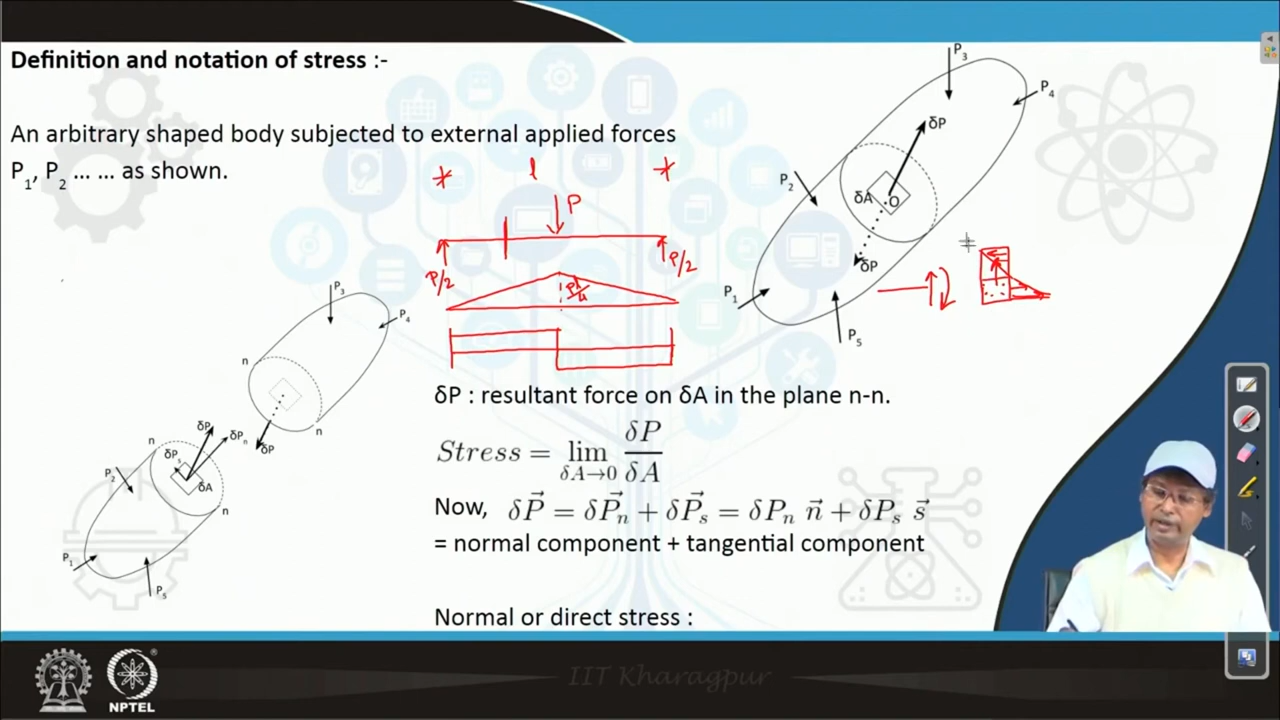 Definition and notation of stress :-
An arbitrary shaped body subjected to external applied forces
P1, P2 ... ... as shown.
l
P
P/2
P/2
Pl/4
P3
P4
δP
P2
δA
O
δP
P1
P5
P3
P4
n
n
δP
δP
δPn
n
δPs
P2
δA
n
P1
P5
δP : resultant force on δA in the plane n-n.
Stress = lim δA→0 δP/δA
Now, δP⃗ = δP⃗n + δP⃗s = δPn n⃗ + δPs s⃗
= normal component + tangential component
Normal or direct stress :
IIT Kharagpur
NPTEL